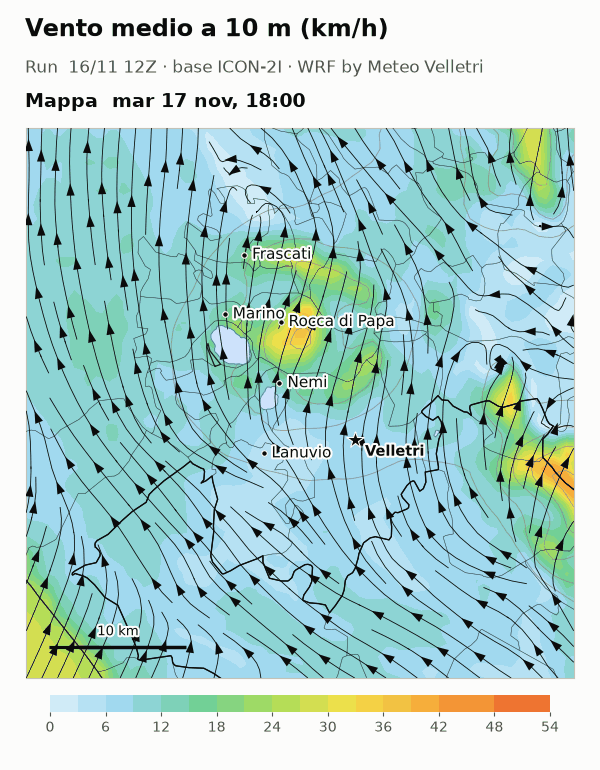 Vento medio a 10 m (km/h)
Run  16/11 12Z · base ICON-2I · WRF by Meteo Velletri
Mappa  mar 17 nov, 18:00
Frascati
Marino
Rocca di Papa
Nemi
Lanuvio
Velletri
10 km
0 6 12 18 24 30 36 42 48 54